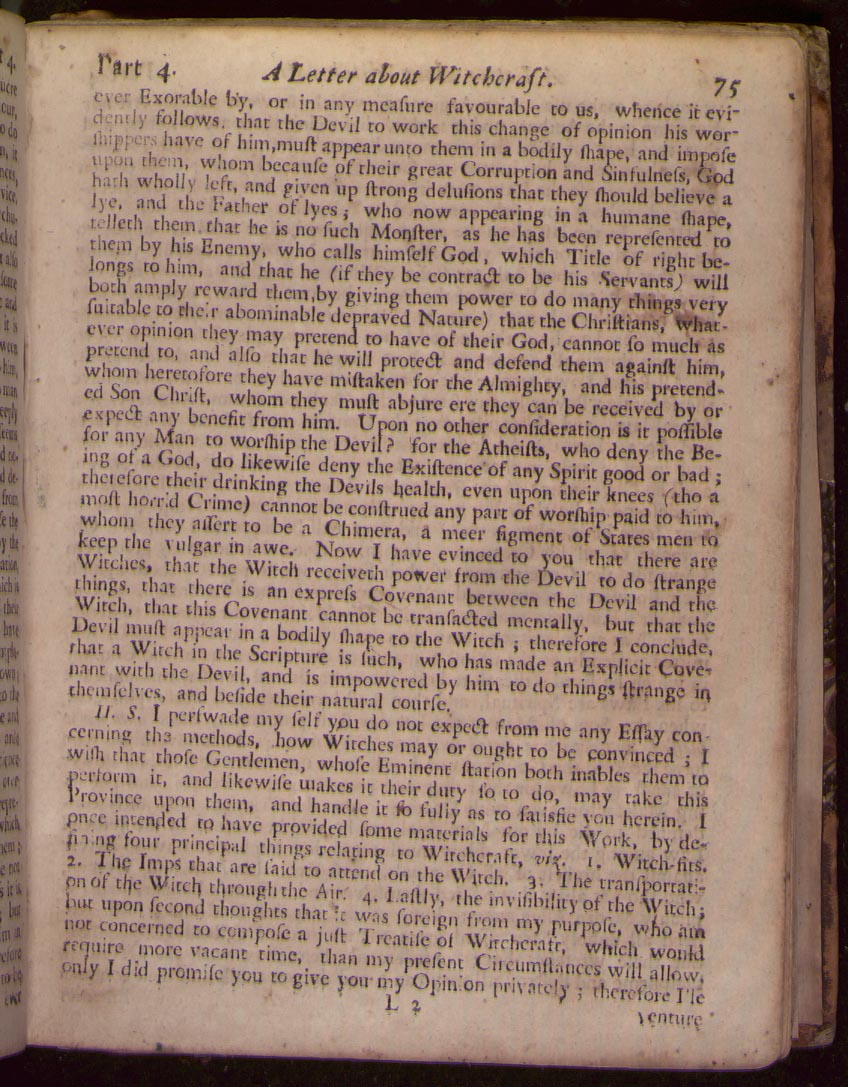 Part 4. A Letter about Witchcraft. 75
ever Exorable by, or in any meaſure favourable to us, whence it evi-
dently follows, that the Devil to work this change of opinion his wor-
ſhippers have of him, muſt appear unto them in a bodily ſhape, and impoſe
upon them, whom becauſe of their great Corruption and Sinfulneſs, God
hath wholly left, and given up ſtrong deluſions that they ſhould believe a
lye, and the Father of lyes; who now appearing in a humane ſhape,
telleth them that he is no ſuch Monſter, as he has been repreſented to
them by his Enemy, who calls himſelf God, which Title of right be-
longs to him, and that he (if they be contract to be his Servants) will
both amply reward them, by giving them power to do many things very
ſuitable to their abominable depraved Nature) that the Chriſtians, what-
ever opinion they may pretend to have of their God, cannot ſo much as
pretend to, and alſo that he will protect and defend them againſt him,
whom heretofore they have miſtaken for the Almighty, and his pretend-
ed Son Chriſt, whom they muſt abjure ere they can be received by or
expect any benefit from him. Upon no other conſideration is it poſſible
for any Man to worſhip the Devil? for the Atheiſts, who deny the Be-
ing of a God, do likewiſe deny the Exiſtence of any Spirit good or bad;
therefore their drinking the Devils health, even upon their knees (tho a
moſt horrid Crime) cannot be conſtrued any part of worſhip paid to him,
whom they aſſert to be a Chimera, a meer figment of States men to
keep the vulgar in awe. Now I have evinced to you that there are
Witches, that the Witch receiveth power from the Devil to do ſtrange
things, that there is an expreſs Covenant between the Devil and the
Witch, that this Covenant cannot be tranſacted mentally, but that the
Devil muſt appear in a bodily ſhape to the Witch; therefore I conclude,
that a Witch in the Scripture is ſuch, who has made an Explicit Cove-
nant with the Devil, and is impowered by him to do things ſtrange in
themſelves, and beſide their natural courſe.
II. S. I perſwade my ſelf you do not expect from me any Eſſay con-
cerning the methods, how Witches may or ought to be convinced; I
wiſh that thoſe Gentlemen, whoſe Eminent ſtation both inables them to
perform it, and likewiſe makes it their duty ſo to do, may take this
Province upon them, and handle it ſo fully as to ſatisfie you herein. I
once intended to have provided ſome materials for this Work, by de-
fining four principal things relating to Witchcraft, viz. 1. Witch-fits.
2. The Imps that are ſaid to attend on the Witch. 3. The tranſportati-
on of the Witch through the Air. 4. Laſtly, the inviſibility of the Witch;
but upon ſecond thoughts that it was foreign from my purpoſe, who am
not concerned to compoſe a juſt Treatiſe of Witchcraft, which would
require more vacant time, than my preſent Circumſtances will allow,
only I did promiſe you to give your my Opinion privately; therefore I'le
L 2
venture